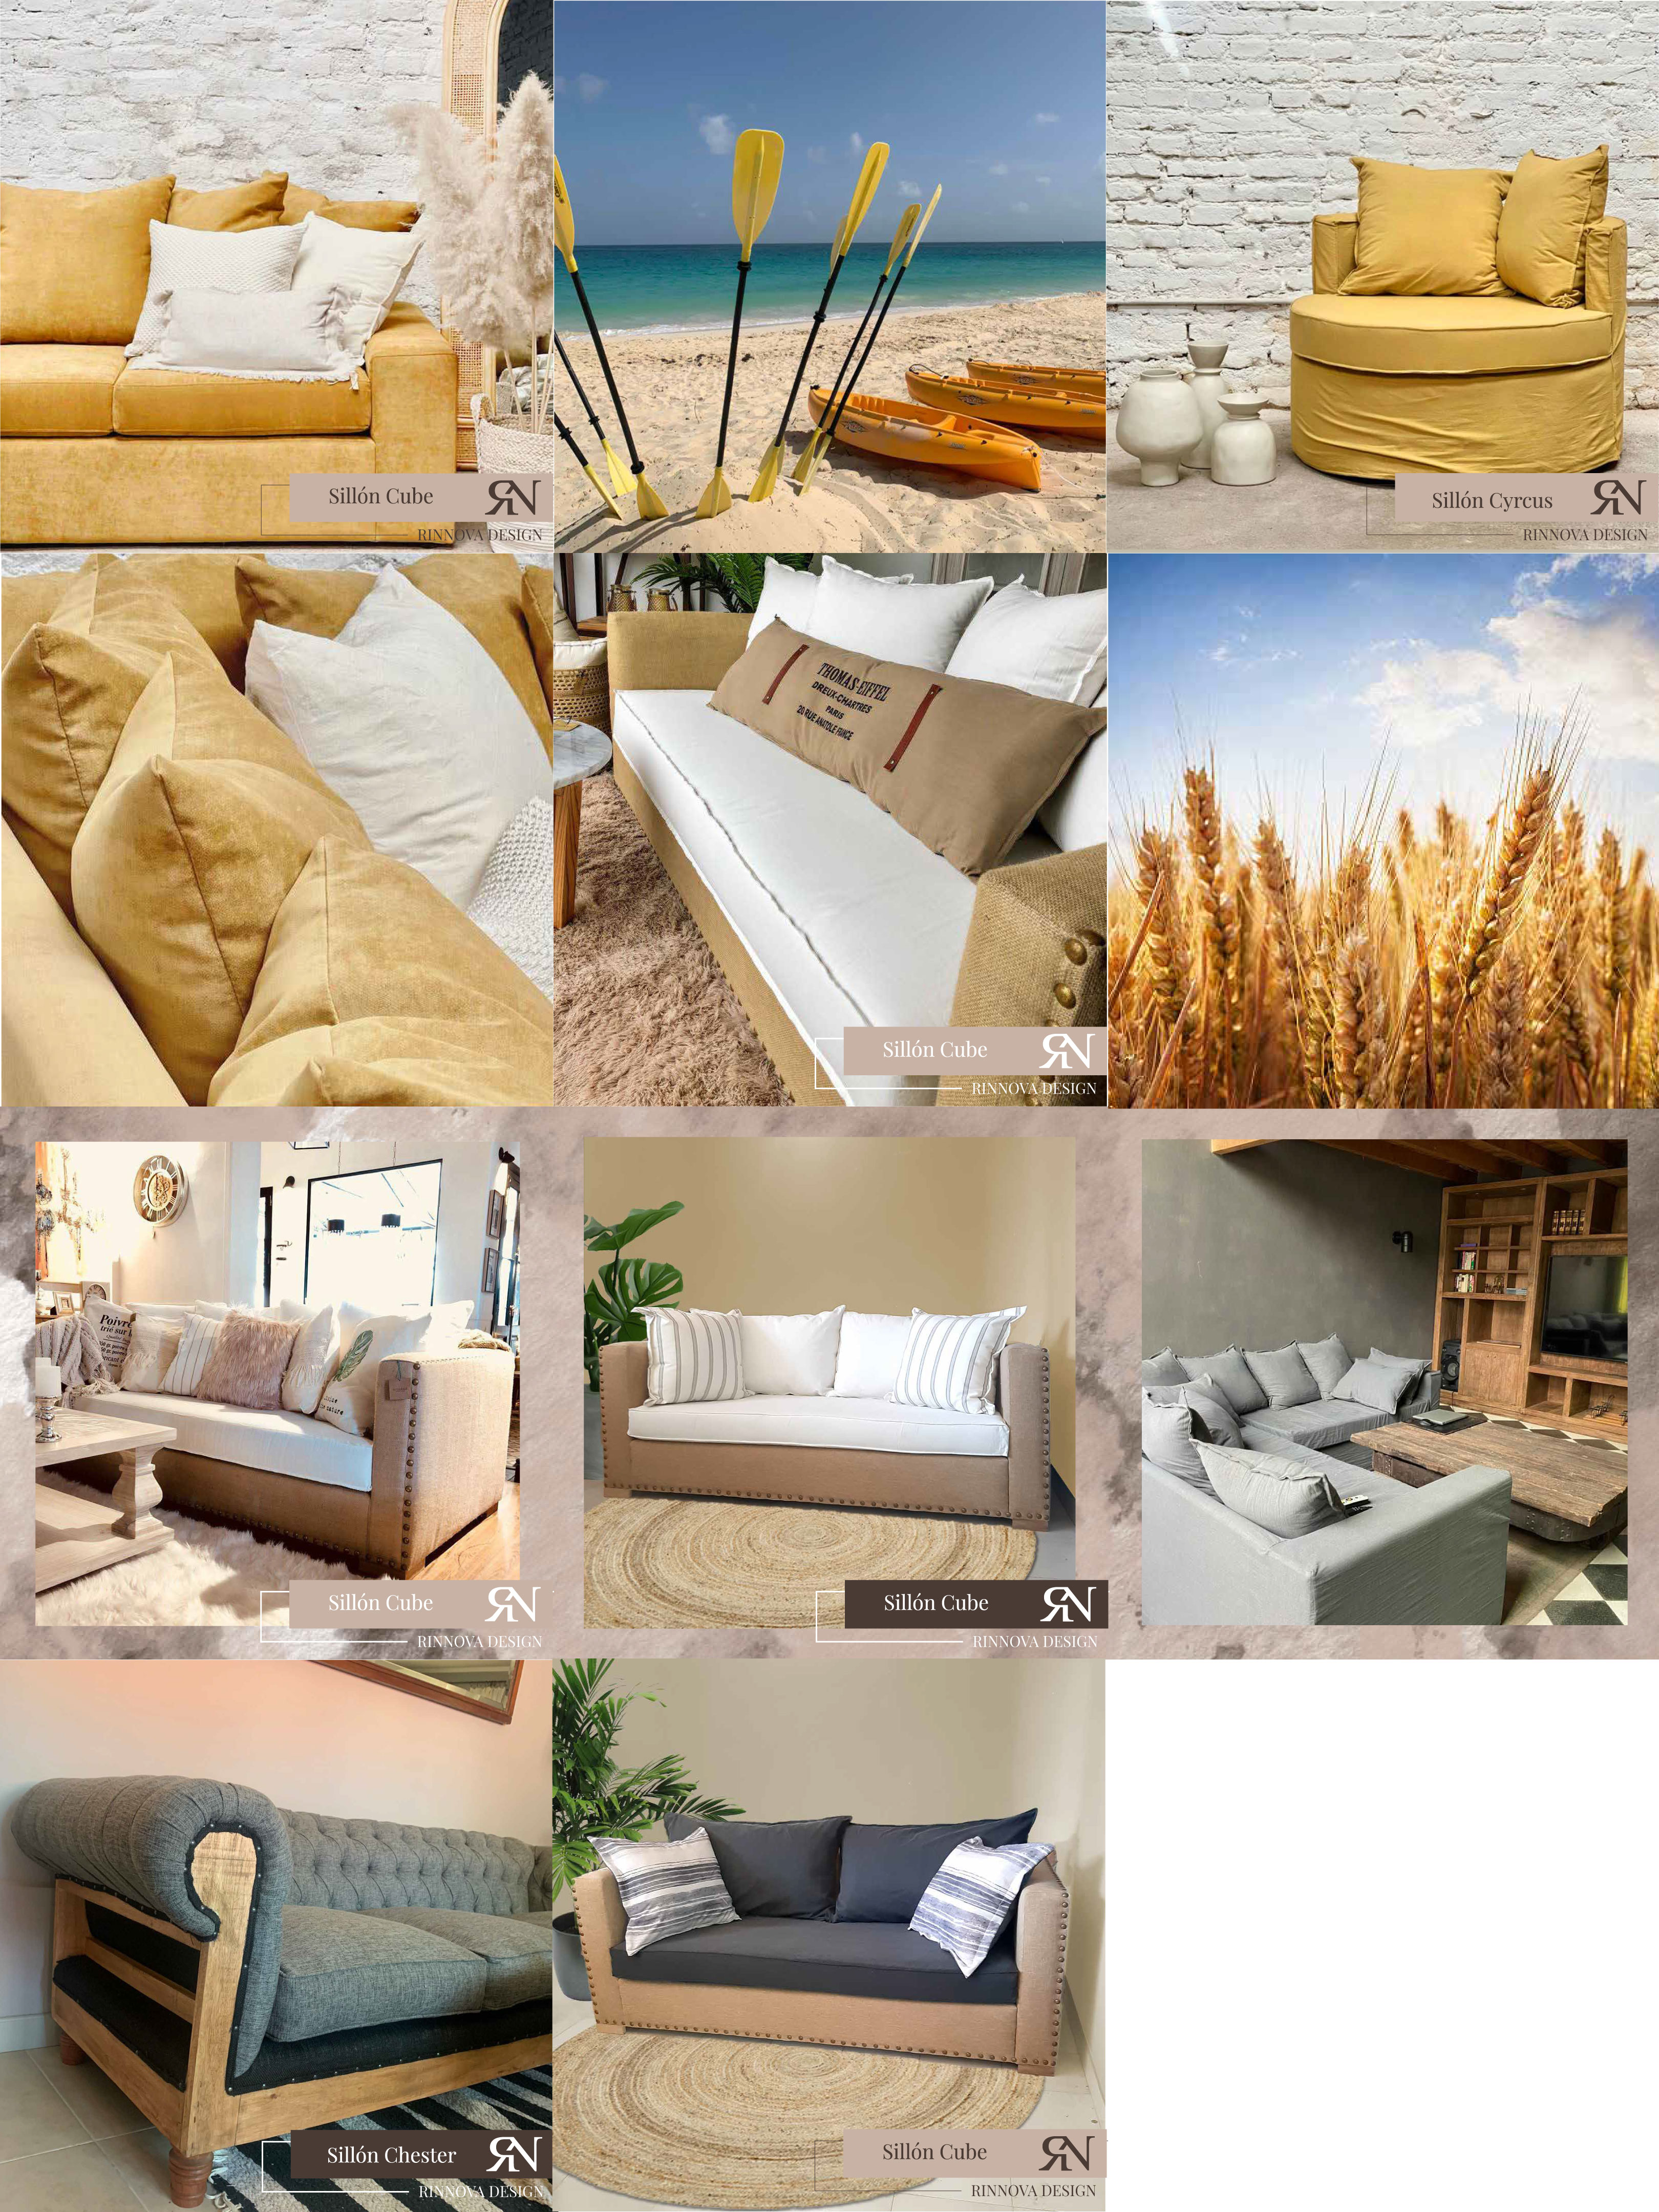 Sillón Cube
RN
RINNOVA DESIGN
Sillón Cyrcus
RN
RINNOVA DESIGN
THOMAS-EIFFEL
DREUX-CHARTRES
PARIS
20 RUE ANATOLE FRANCE
Sillón Cube
RN
RINNOVA DESIGN
Poivre
Sillón Cube
RN
RINNOVA DESIGN
Sillón Cube
RN
RINNOVA DESIGN
Sillón Chester
RN
RINNOVA DESIGN
Sillón Cube
RN
RINNOVA DESIGN